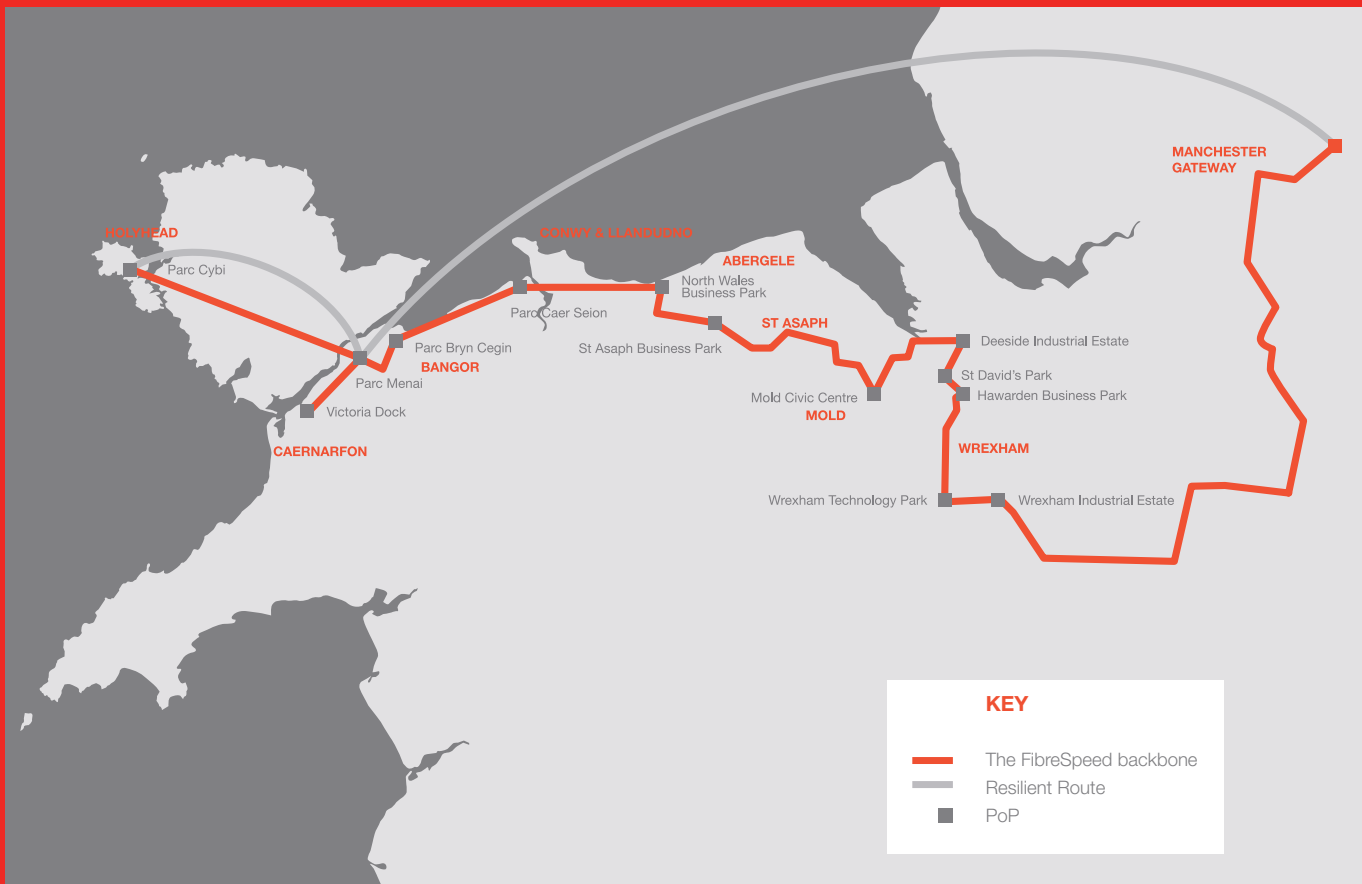 MANCHESTER
GATEWAY
HOLYHEAD
Parc Cybi
CONWY & LLANDUDNO
ABERGELE
North Wales
Business Park
Parc Caer Seion
ST ASAPH
St Asaph Business Park
Parc Bryn Cegin
BANGOR
Parc Menai
Victoria Dock
CAERNARFON
Deeside Industrial Estate
St David's Park
Hawarden Business Park
Mold Civic Centre
MOLD
WREXHAM
Wrexham Technology Park
Wrexham Industrial Estate
KEY
The FibreSpeed backbone
Resilient Route
PoP